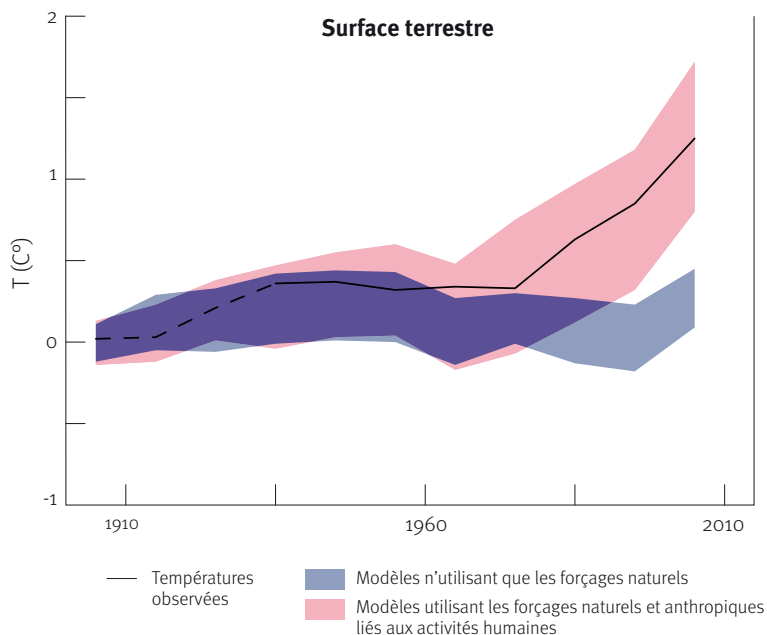 Surface terrestre
T (C°)
2
1
0
-1
1910
1960
2010
Températures
observées
Modèles n'utilisant que les forçages naturels
Modèles utilisant les forçages naturels et anthropiques
liés aux activités humaines